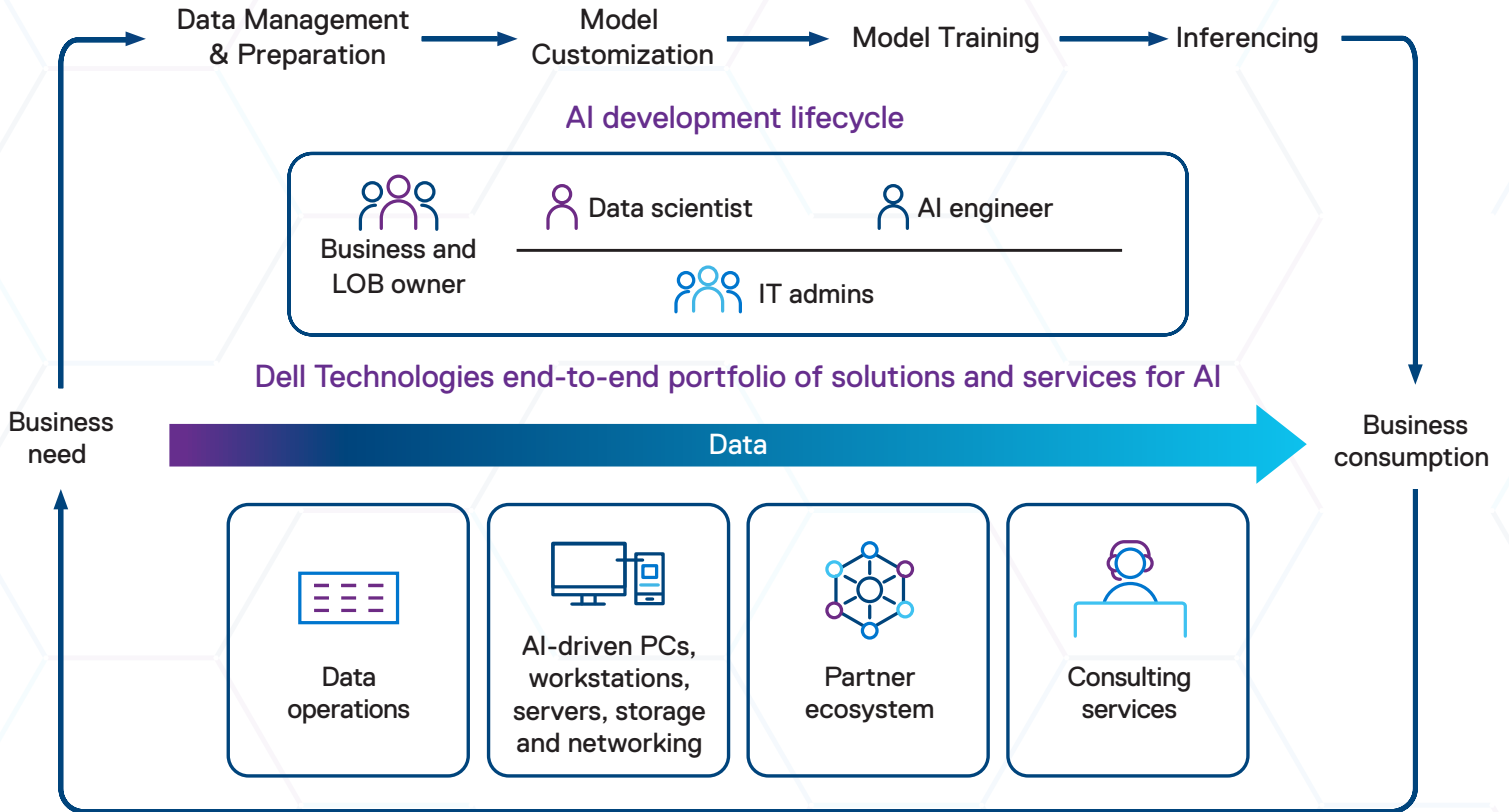 Data Management
& Preparation
Model
Customization
Model Training
Inferencing
AI development lifecycle
Business and
LOB owner
Data scientist
AI engineer
IT admins
Dell Technologies end-to-end portfolio of solutions and services for AI
Business
need
Data
Business
consumption
Data
operations
AI-driven PCs,
workstations,
servers, storage
and networking
Partner
ecosystem
Consulting
services